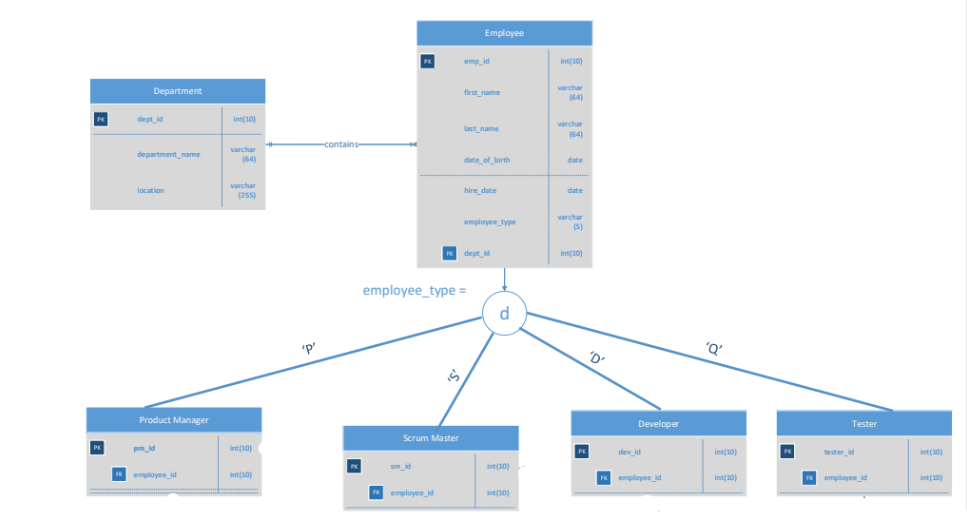 Employee
PK emp_id int(10)
first_name varchar
(64)
last_name varchar
(64)
date_of_birth date
hire_date date
employee_type varchar
(5)
FK dept_id int(10)
Department
PK dept_id int(10)
department_name varchar
(64)
location varchar
(255)
contains
employee_type =
d
'P'
'S'
'D'
'Q'
Product Manager
PK pm_id int(10)
FK employee_id int(10)
Scrum Master
PK sm_id int(10)
FK employee_id int(10)
Developer
PK dev_id int(10)
FK employee_id int(10)
Tester
PK tester_id int(10)
FK employee_id int(10)